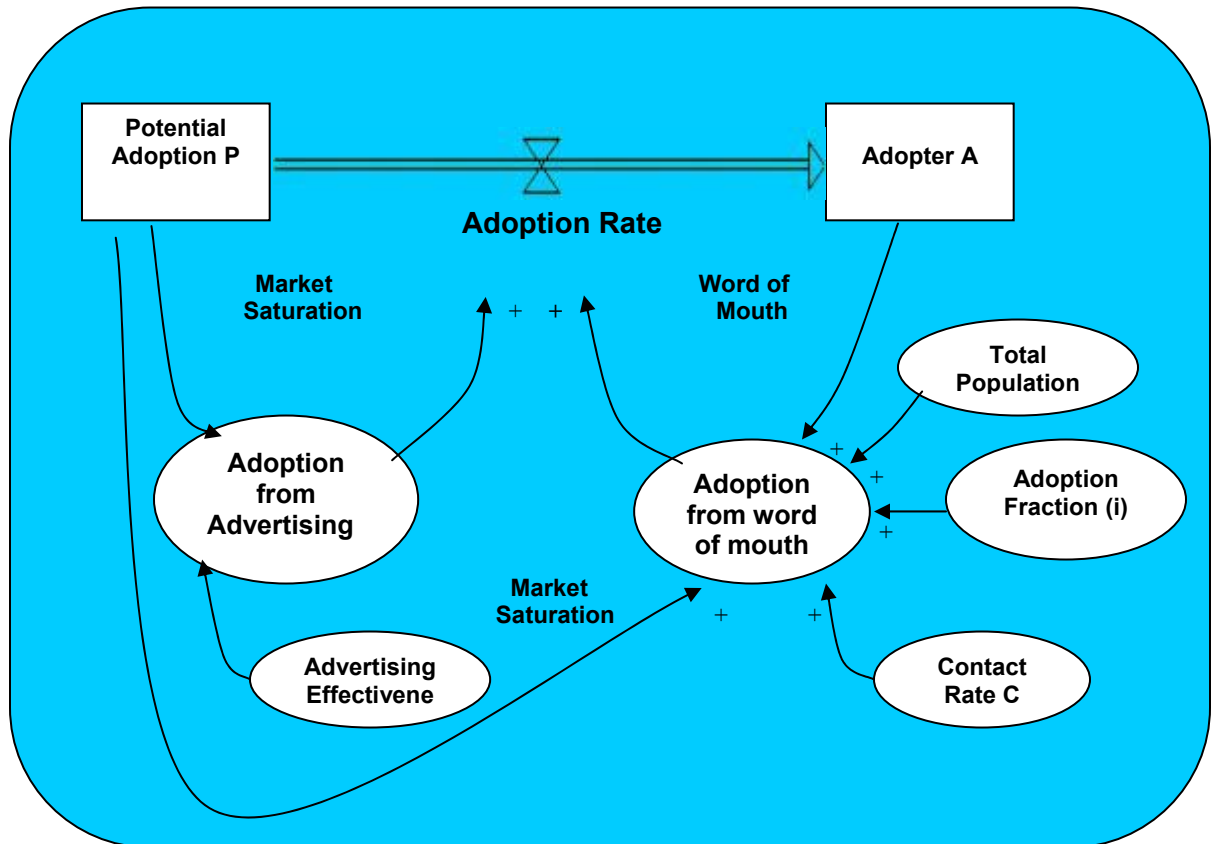 Potential
Adoption P
Adopter A
Adoption Rate
Market
Saturation
Word of
Mouth
+ +
Total
Population
Adoption
from
Advertising
Adoption
from word
of mouth
+
+
+
Adoption
Fraction (i)
Market
Saturation
+ +
Advertising
Effectivene
Contact
Rate C